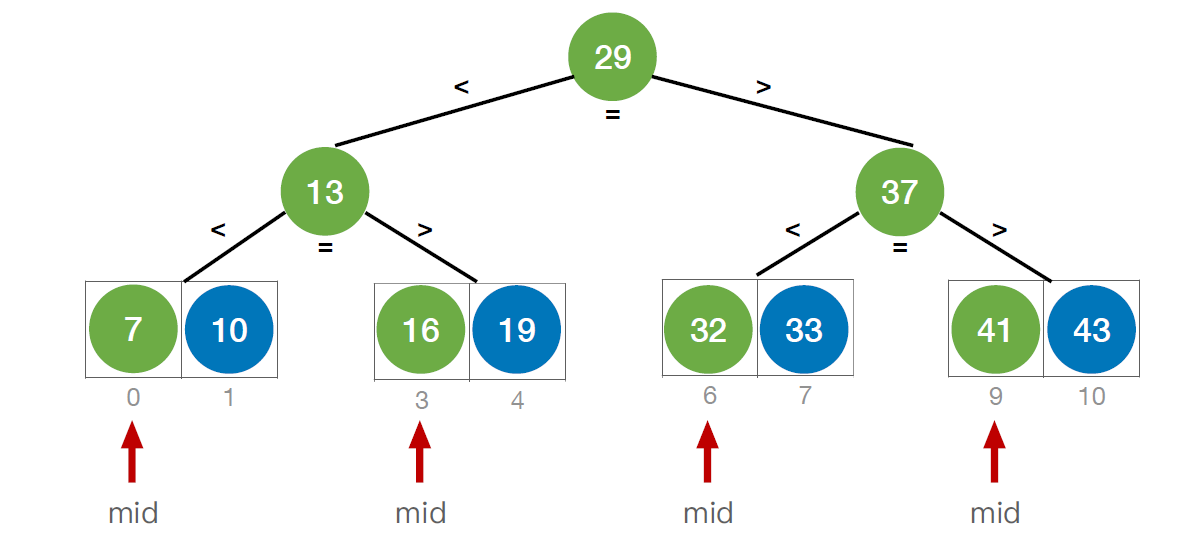 29
< >
=
13 37
< > < >
= =
7 10 16 19 32 33 41 43
0 1 3 4 6 7 9 10
mid mid mid mid